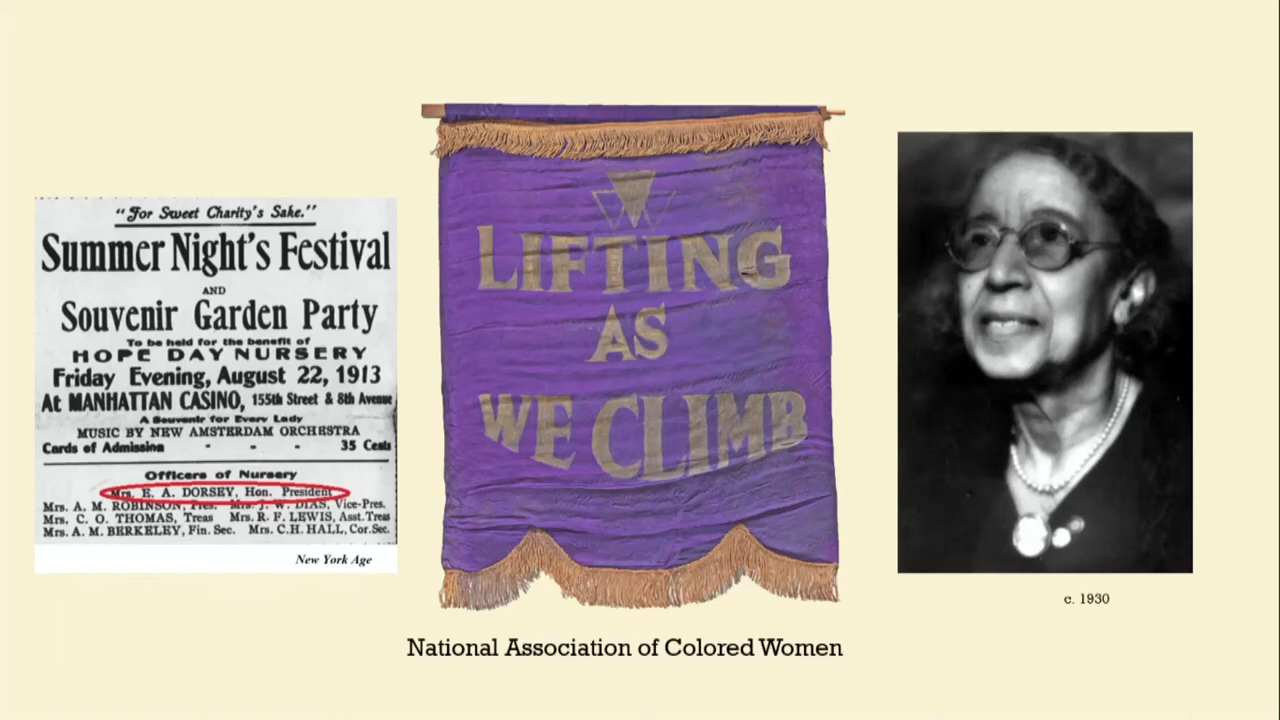 "For Sweet Charity's Sake."
Summer Night's Festival
AND
Souvenir Garden Party
To be held for the benefit of
HOPE DAY NURSERY
Friday Evening, August 22, 1913
At MANHATTAN CASINO, 155th Street & 8th Avenue
A Souvenir for Every Lady
MUSIC BY NEW AMSTERDAM ORCHESTRA
Cards of Admission - - - 35 Cents
Officers of Nursery
Mrs. E. A. DORSEY, Hon. President
Mrs. A. M. ROBINSON, Pres. Mrs. J. W. DIAS, Vice-Pres.
Mrs. C. O. THOMAS, Treas Mrs. R. F. LEWIS, Asst. Treas
Mrs. A. M. BERKELEY, Fin. Sec. Mrs. C.H. HALL, Cor. Sec.
New York Age
LIFTING
AS
WE CLIMB
National Association of Colored Women
c. 1930